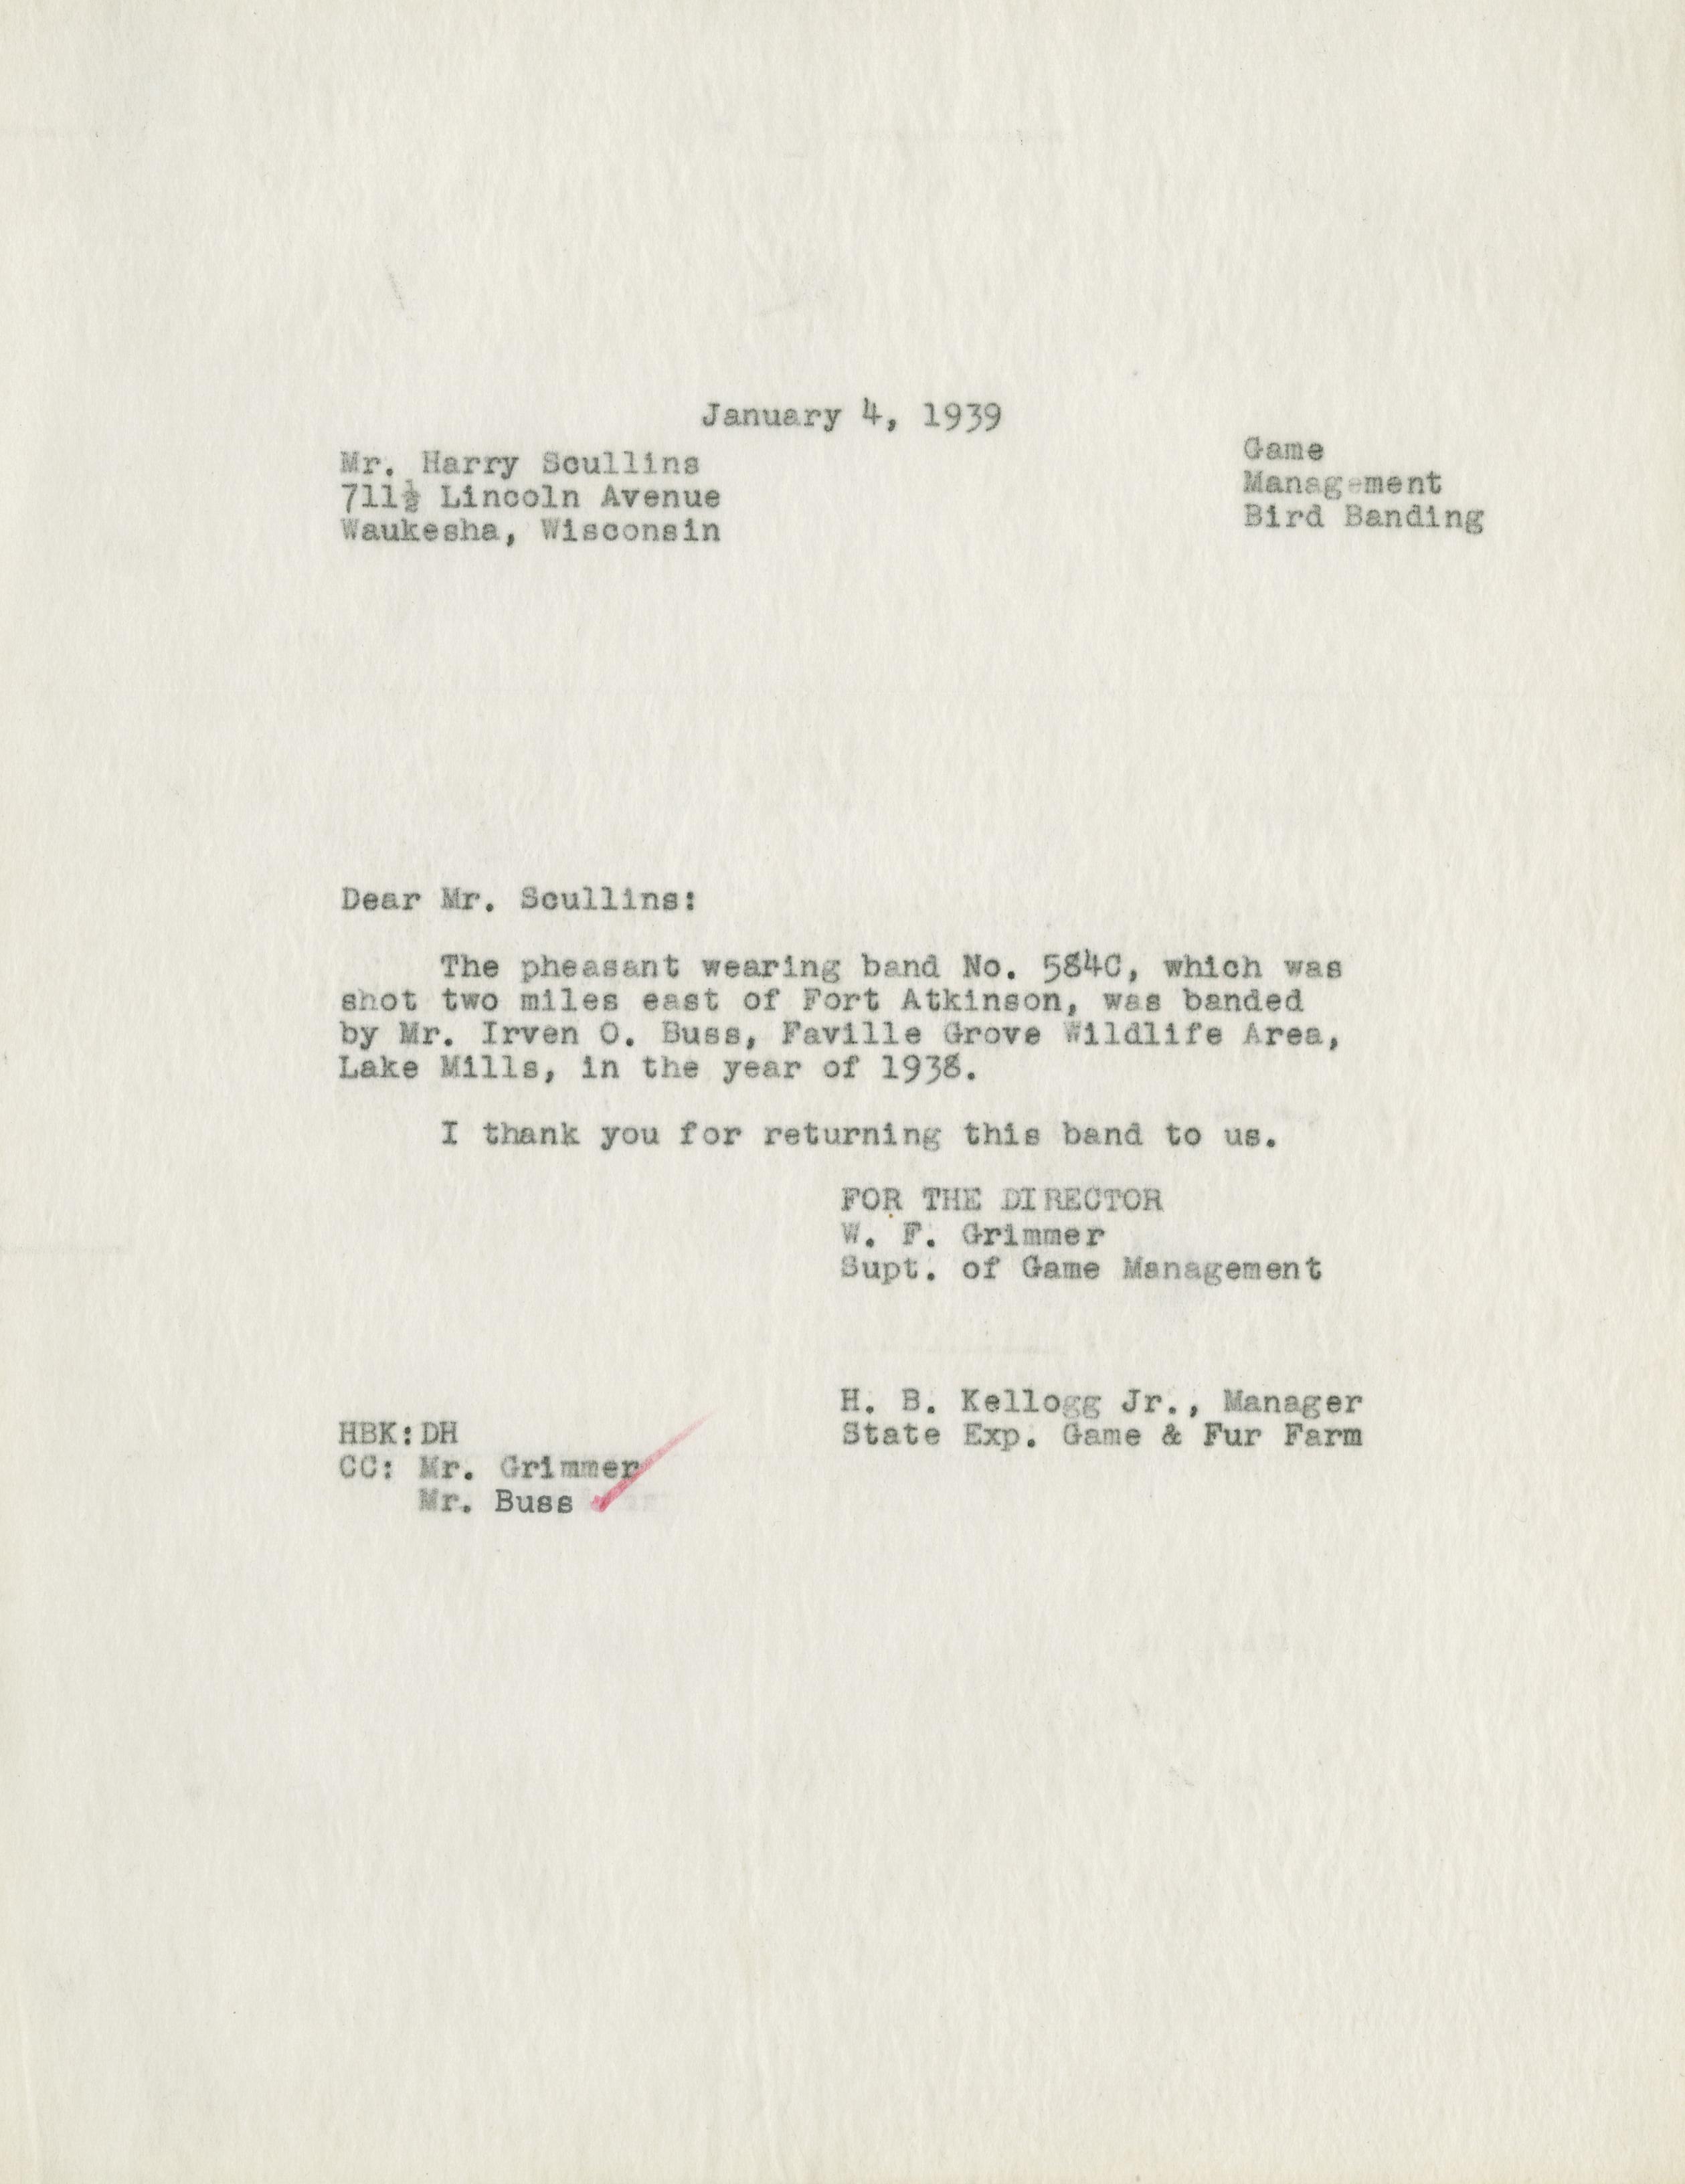 January 4, 1939
Mr. Harry Scullins
711½ Lincoln Avenue
Waukesha, Wisconsin
Game
Management
Bird Banding
Dear Mr. Scullins:
The pheasant wearing band No. 584C, which was
shot two miles east of Fort Atkinson, was banded
by Mr. Irven O. Buss, Faville Grove Wildlife Area,
Lake Mills, in the year of 1938.
I thank you for returning this band to us.
FOR THE DIRECTOR
W. F. Grimmer
Supt. of Game Management
H. B. Kellogg Jr., Manager
State Exp. Game & Fur Farm
HBK:DH
CC: Mr. Grimmer
Mr. Buss